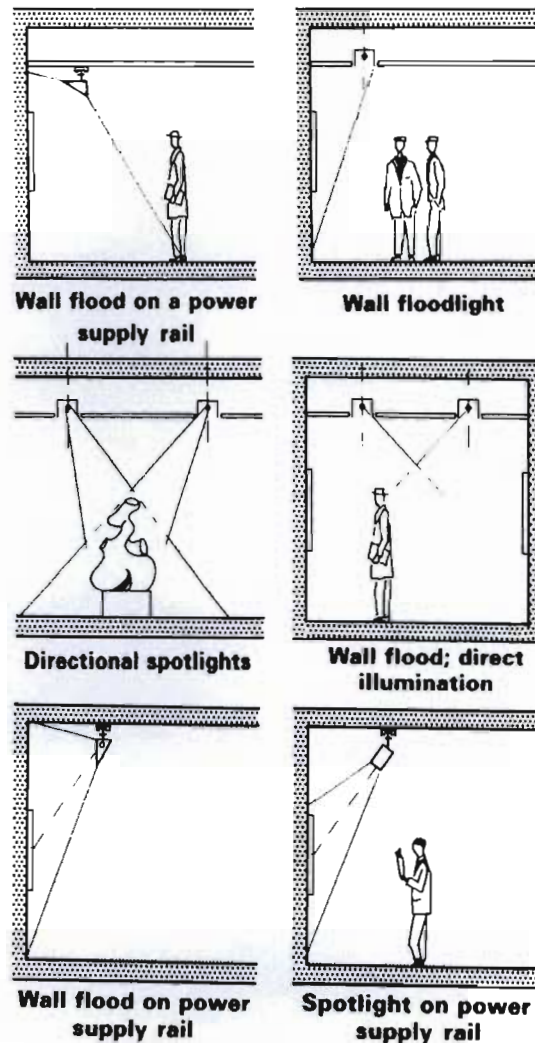 Wall flood on a power
supply rail
Wall floodlight
Directional spotlights
Wall flood; direct
illumination
Wall flood on power
supply rail
Spotlight on power
supply rail